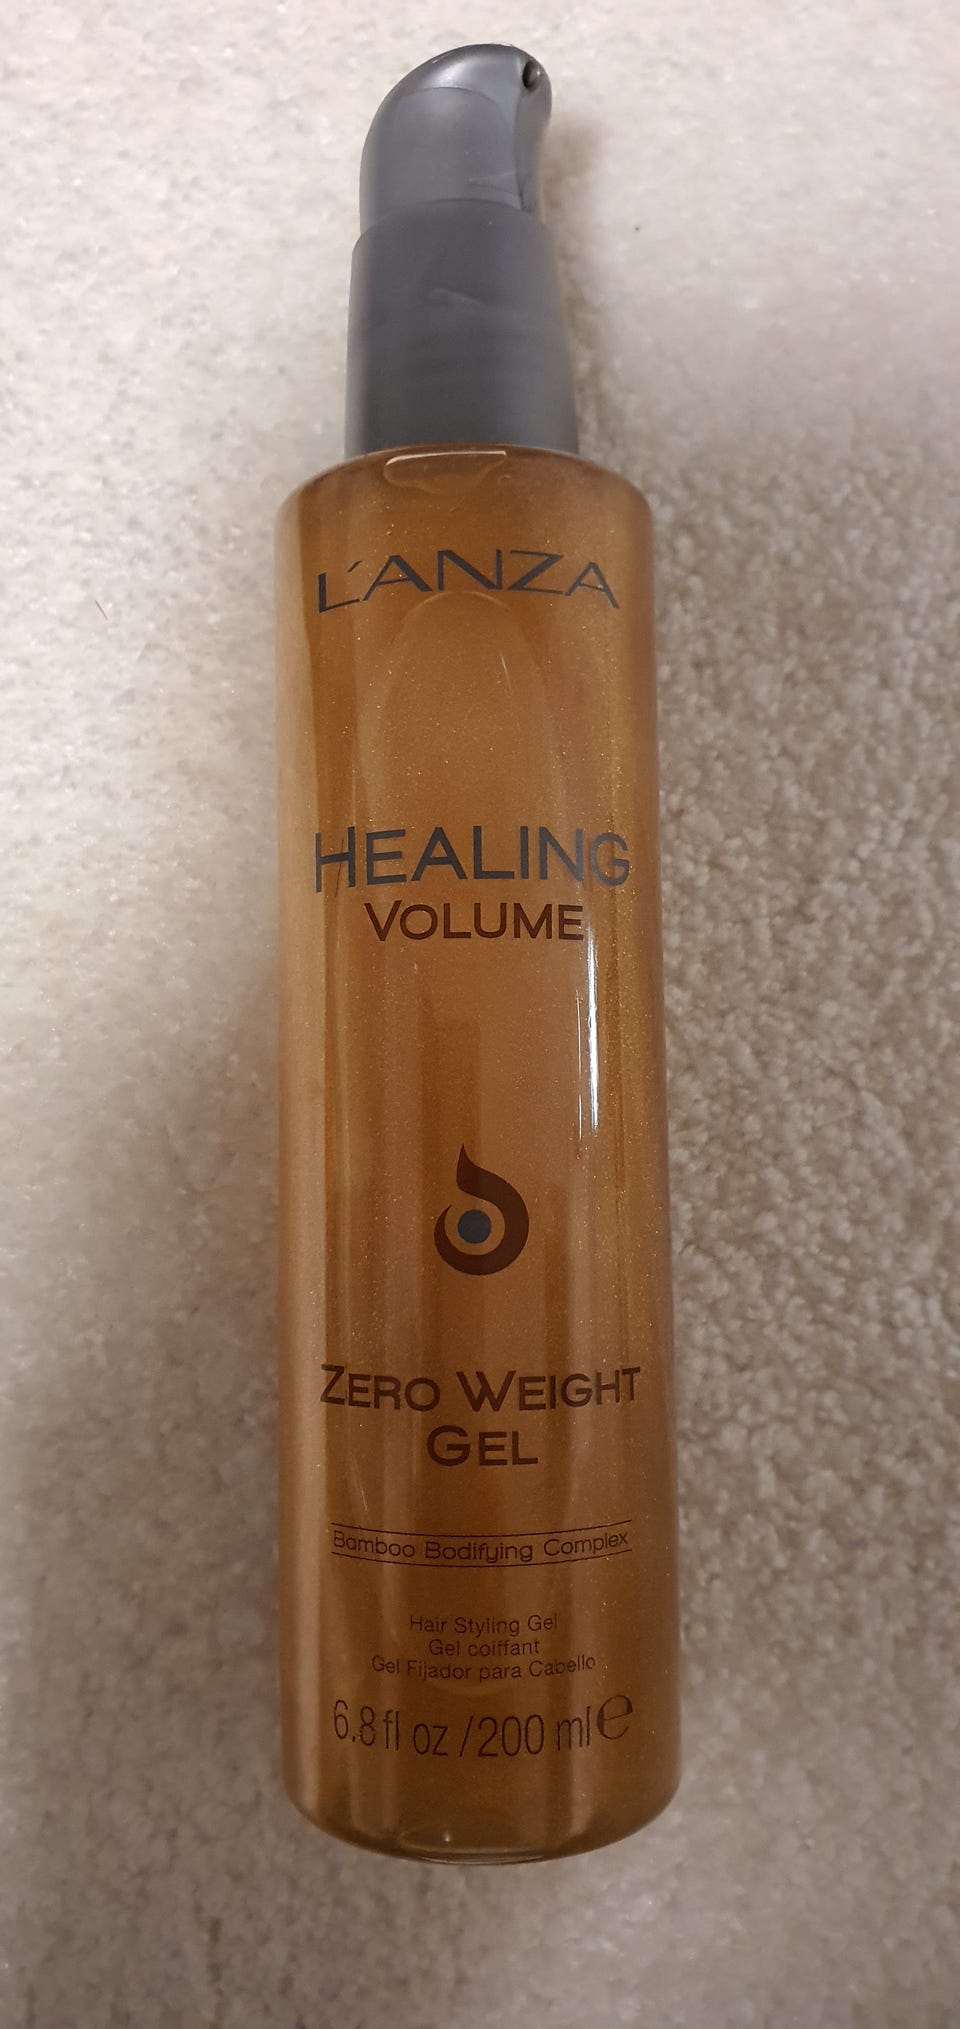 L'ANZA
HEALING
VOLUME
ZERO WEIGHT
GEL
Bamboo Bodifying Complex
Hair Styling Gel
Gel coiffant
Gel Fijador para Cabello
6.8 fl oz / 200 ml e